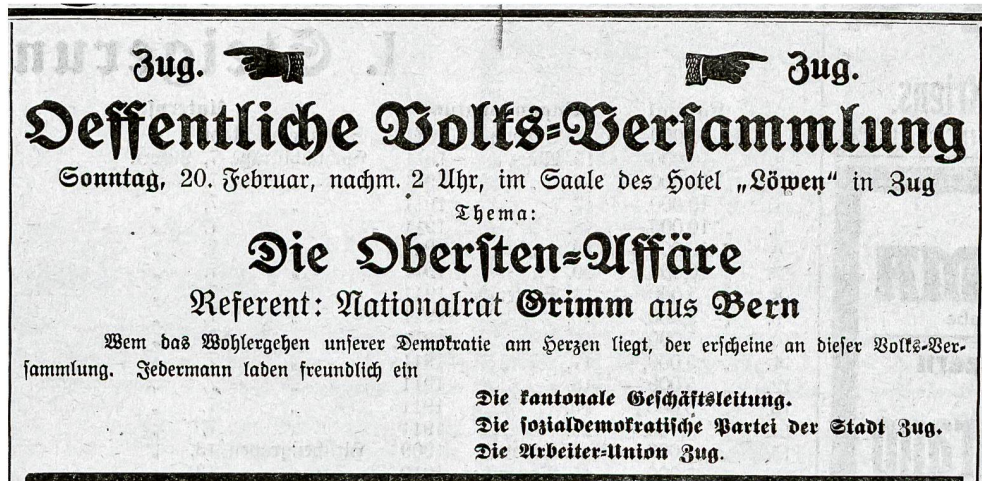 Zug. Zug.
Oeffentliche Volks-Versammlung
Sonntag, 20. Februar, nachm. 2 Uhr, im Saale des Hotel „Löwen“ in Zug
Thema:
Die Obersten-Affäre
Referent: Nationalrat Grimm aus Bern
Wem das Wohlergehen unserer Demokratie am Herzen liegt, der erscheine an dieser Volks-Ver-
sammlung. Jedermann laden freundlich ein
Die kantonale Geschäftsleitung.
Die sozialdemokratische Partei der Stadt Zug.
Die Arbeiter-Union Zug.